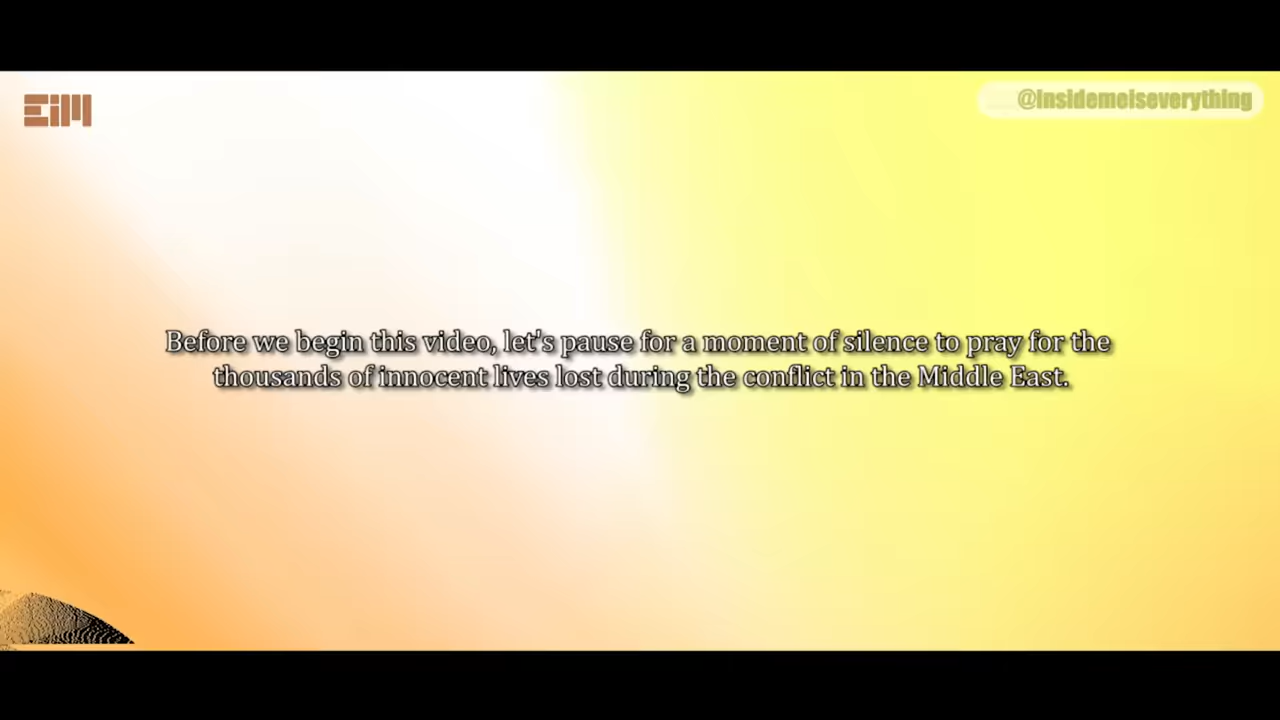 EIM
@Insidemeiseverything
Before we begin this video, let's pause for a moment of silence to pray for the
thousands of innocent lives lost during the conflict in the Middle East.